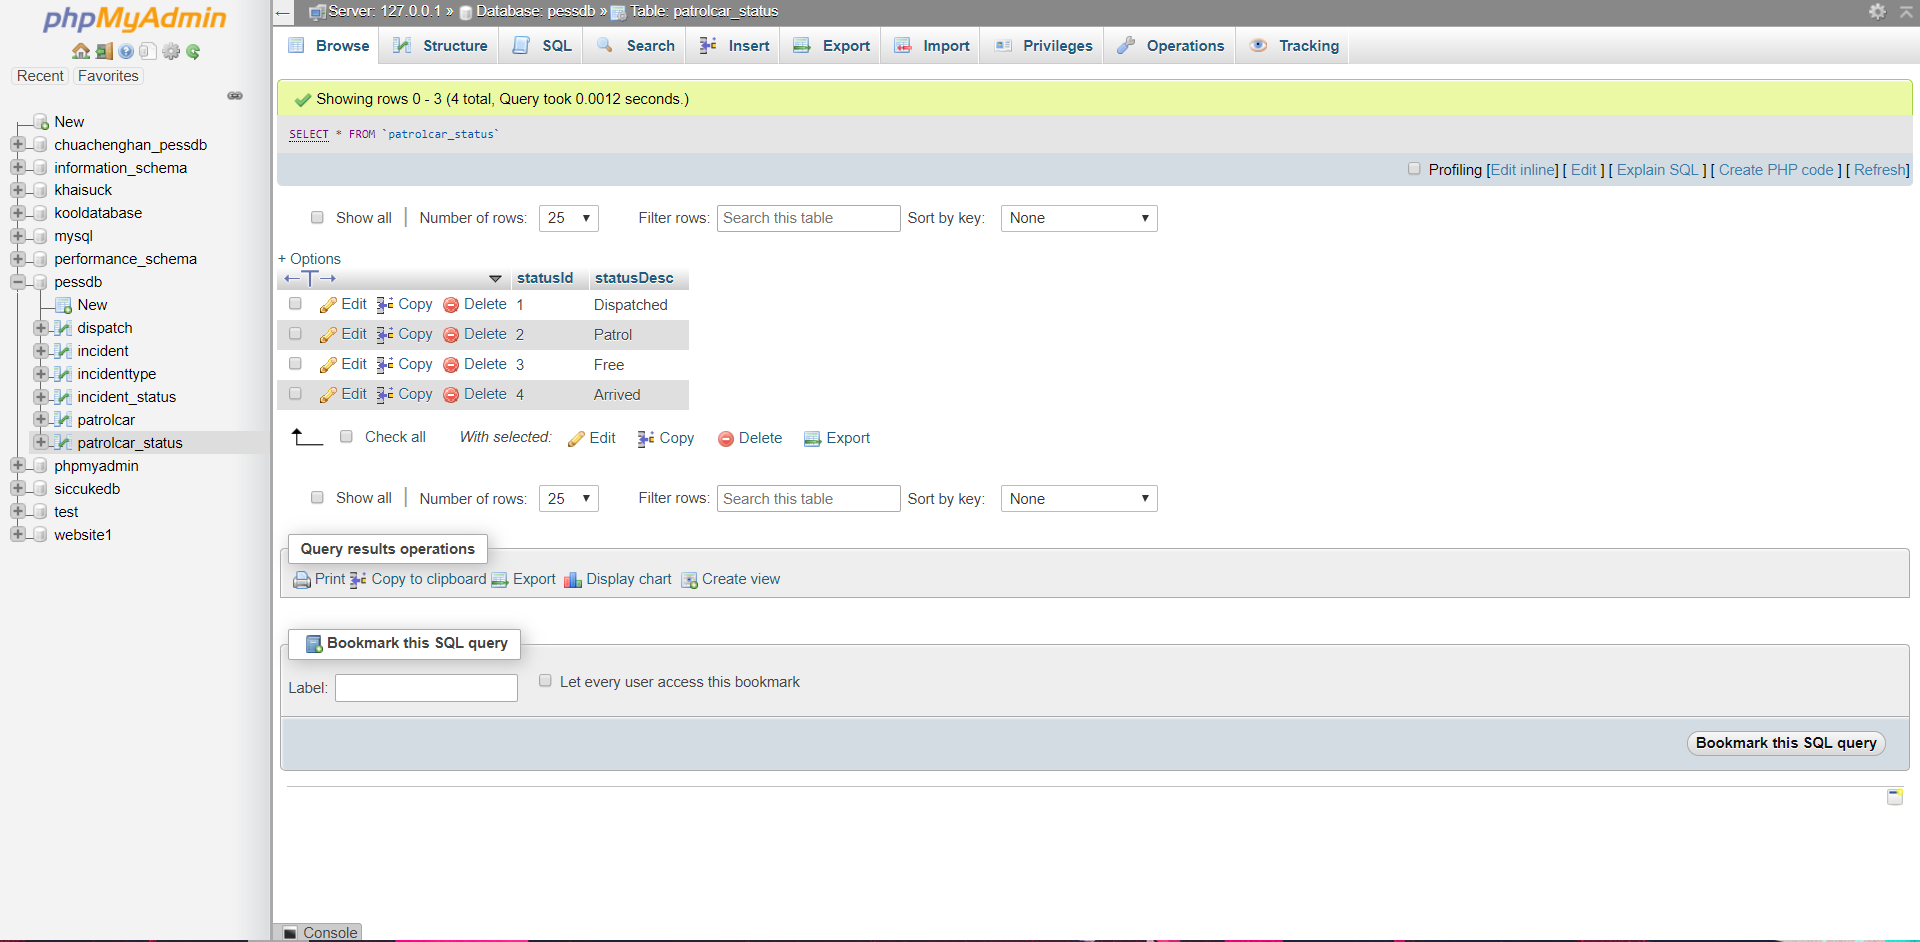 phpMyAdmin
Recent Favorites
New
chuachenghan_pessdb
information_schema
khaisuck
kooldatabase
mysql
performance_schema
pessdb
New
dispatch
incident
incidenttype
incident_status
patrolcar
patrolcar_status
phpmyadmin
siccukedb
test
website1
Server: 127.0.0.1 » Database: pessdb » Table: patrolcar_status
Browse Structure SQL Search Insert Export Import Privileges Operations Tracking
Showing rows 0 - 3 (4 total, Query took 0.0012 seconds.)
SELECT * FROM `patrolcar_status`
Profiling [Edit inline] [ Edit ] [ Explain SQL ] [ Create PHP code ] [ Refresh]
Show all | Number of rows: 25 Filter rows: Search this table Sort by key: None
+ Options
←T→ statusId statusDesc
Edit Copy Delete 1 Dispatched
Edit Copy Delete 2 Patrol
Edit Copy Delete 3 Free
Edit Copy Delete 4 Arrived
Check all With selected: Edit Copy Delete Export
Show all | Number of rows: 25 Filter rows: Search this table Sort by key: None
Query results operations
Print Copy to clipboard Export Display chart Create view
Bookmark this SQL query
Label: Let every user access this bookmark
Bookmark this SQL query
Console